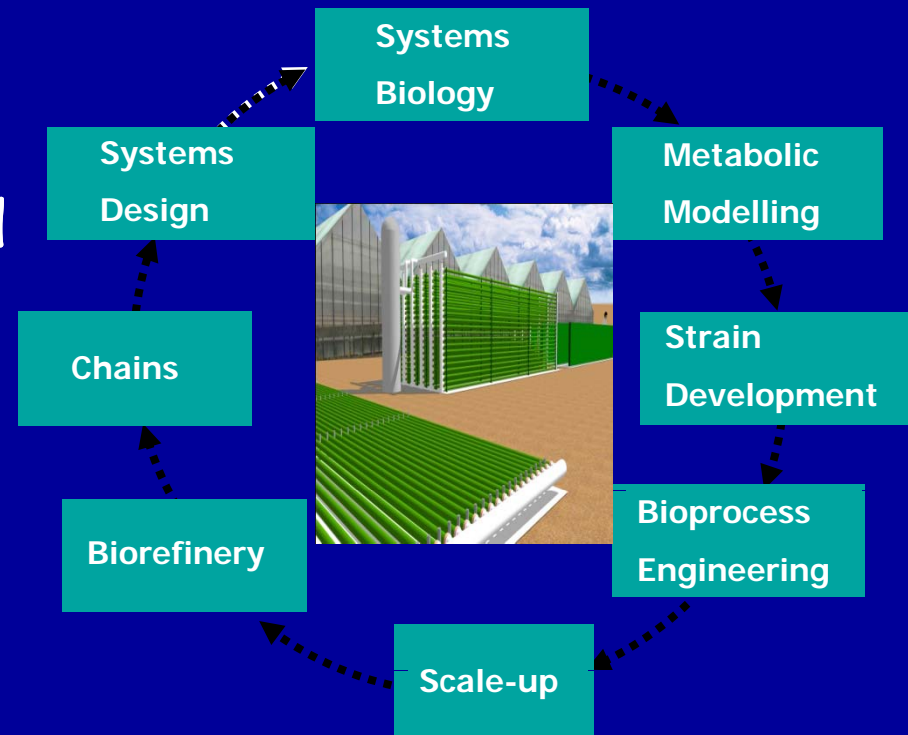 Systems
Biology
Metabolic
Modelling
Strain
Development
Bioprocess
Engineering
Scale-up
Biorefinery
Chains
Systems
Design